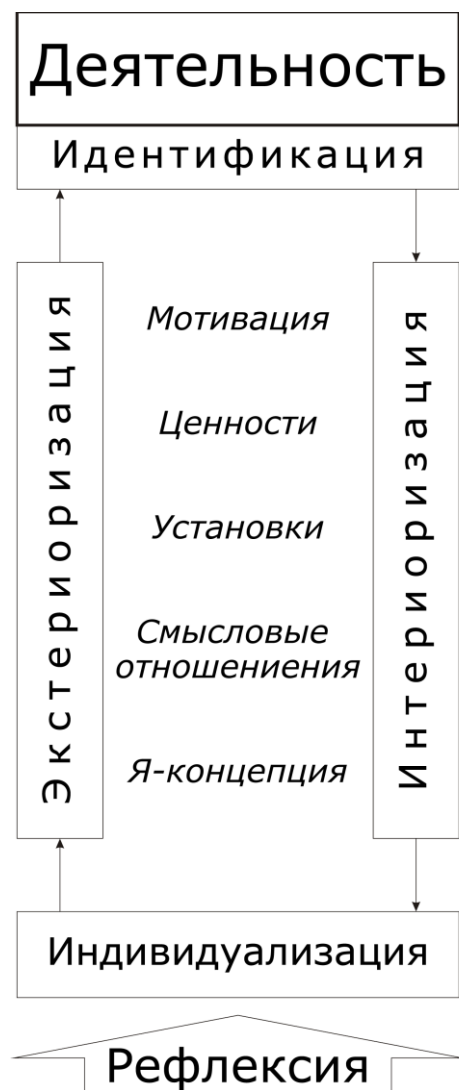 Деятельность
Идентификация
Экстериоризация
Мотивация
Ценности
Установки
Смысловые
отношениения
Я-концепция
Интериоризация
Индивидуализация
Рефлексия